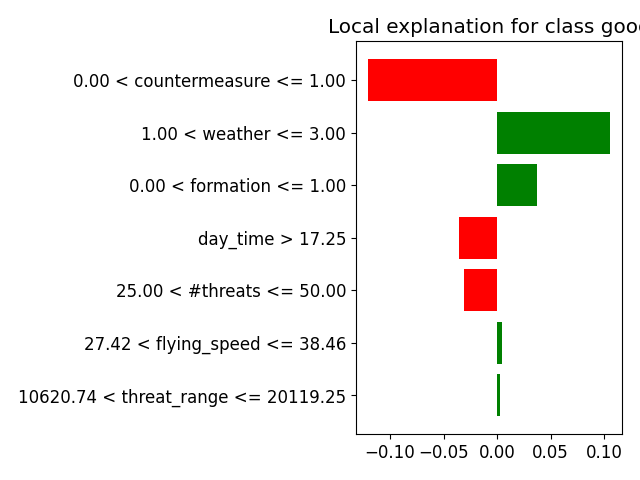 Local explanation for class good
0.00 < countermeasure <= 1.00
1.00 < weather <= 3.00
0.00 < formation <= 1.00
day_time > 17.25
25.00 < #threats <= 50.00
27.42 < flying_speed <= 38.46
10620.74 < threat_range <= 20119.25
−0.10 −0.05 0.00 0.05 0.10